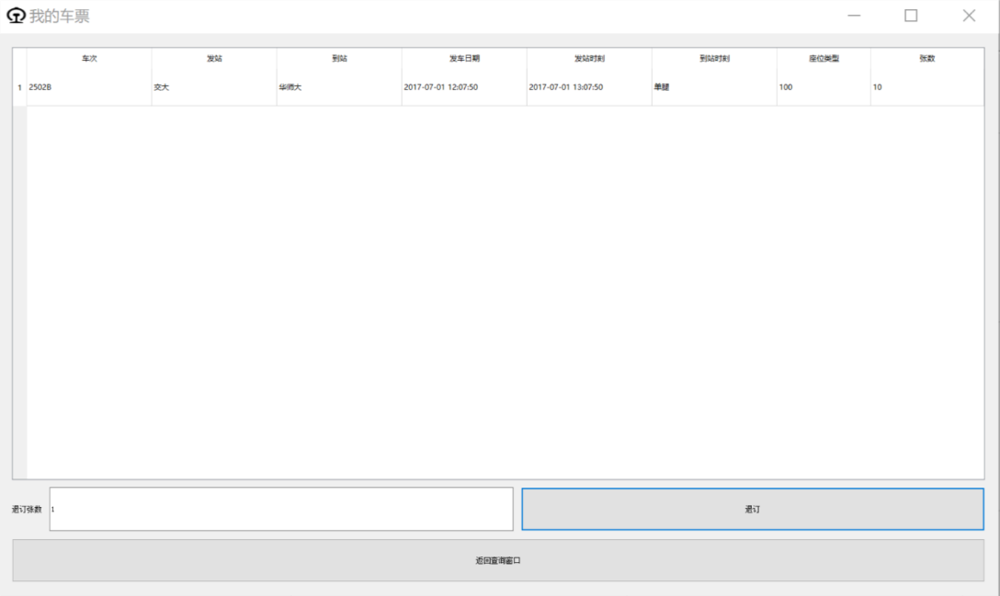 我的车票
车次 发站 到站 发车日期 发站时刻 到站时刻 座位类型 张数
1 2502B 交大 华师大 2017-07-01 12:07:50 2017-07-01 13:07:50 单腿 100 10
退订张数 1 退订
返回查询窗口